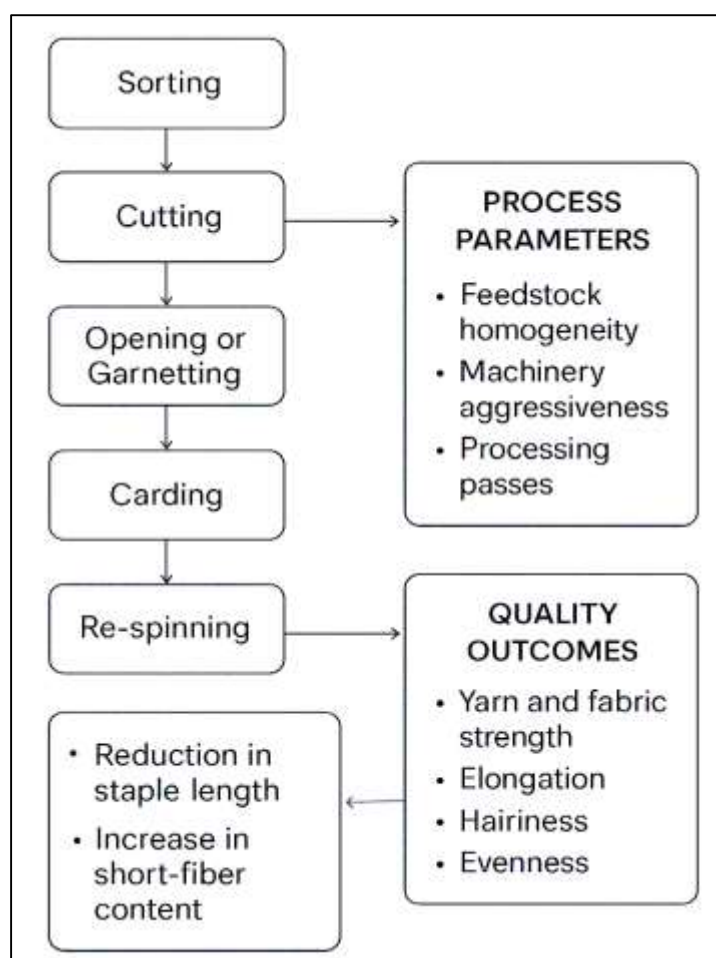 Sorting
Cutting
Opening or
Garnetting
Carding
Re-spinning
PROCESS
PARAMETERS
• Feedstock
homogeneity
• Machinery
aggressiveness
• Processing
passes
QUALITY
OUTCOMES
• Yarn and fabric
strength
• Elongation
• Hairiness
• Evenness
• Reduction in
staple length
• Increase in
short-fiber
content